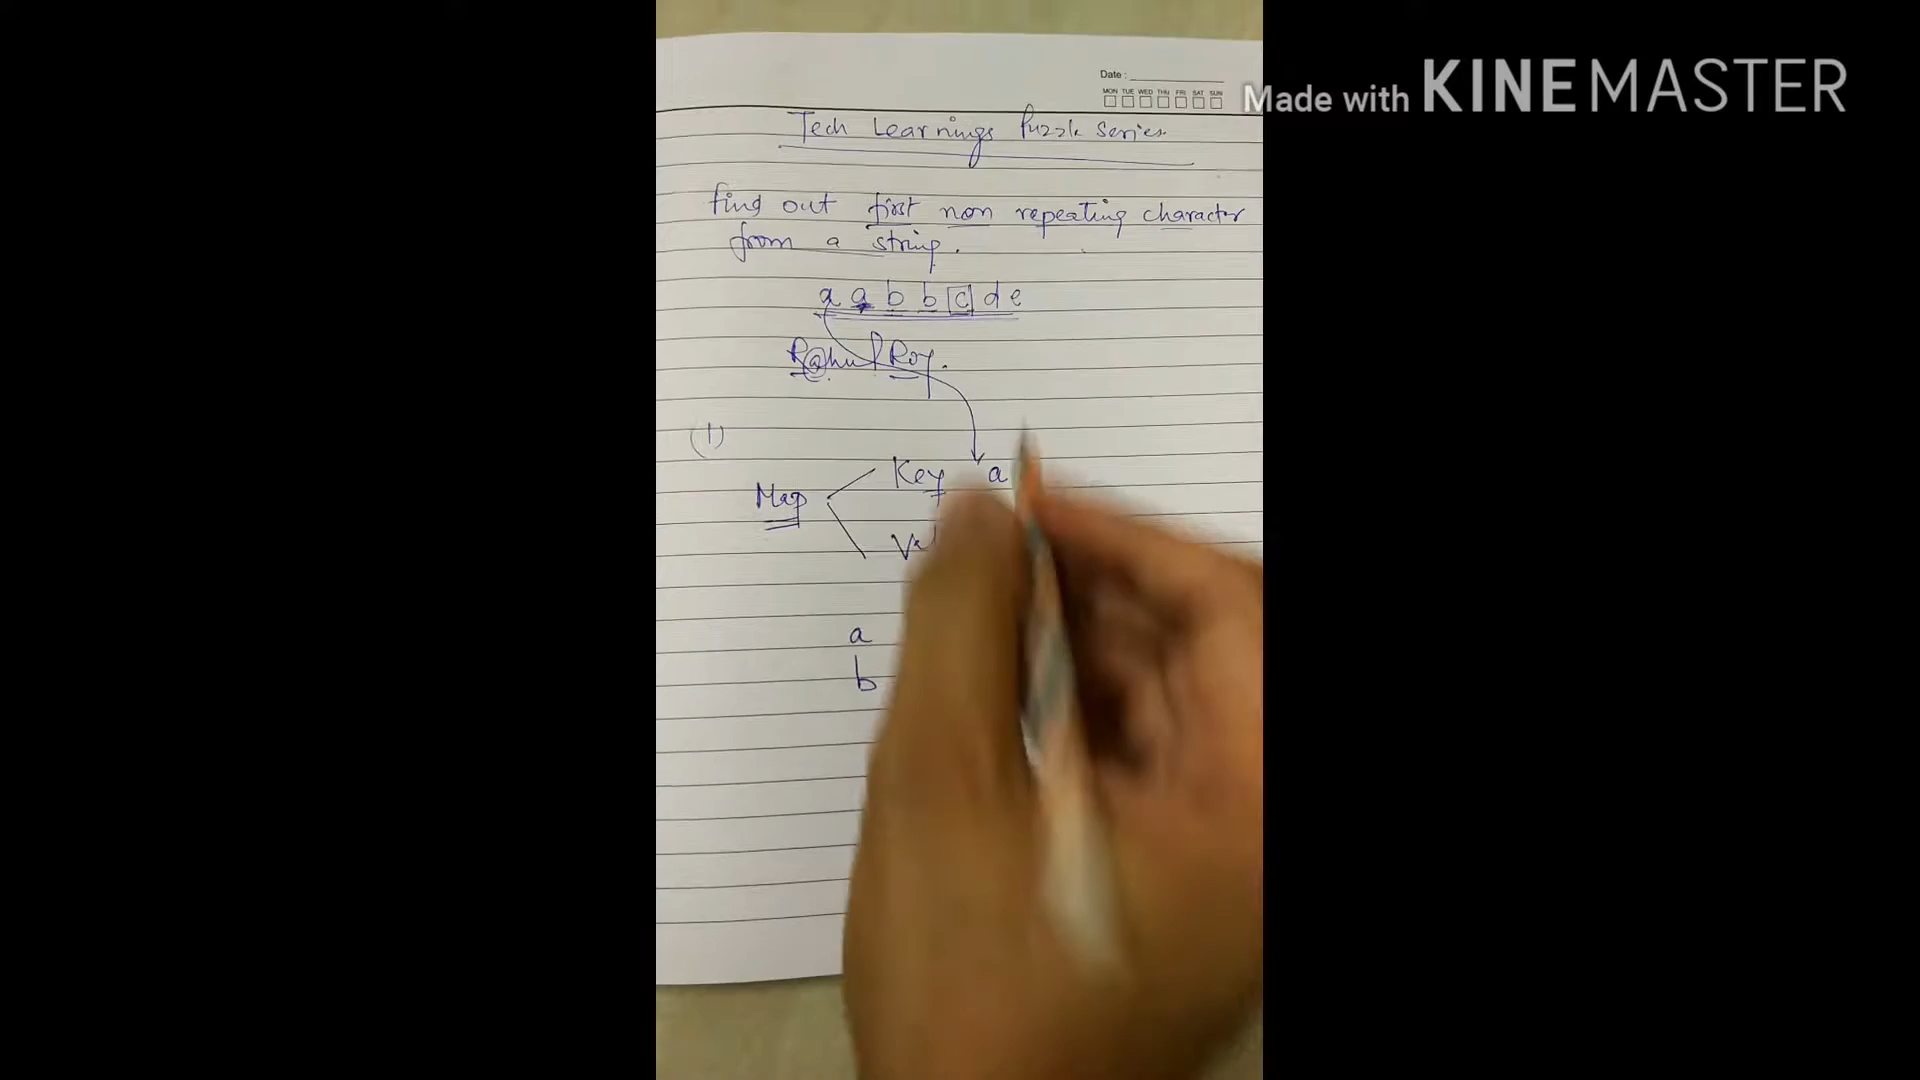 Date :
MON TUE WED THU FRI SAT SUN
Made with KINEMASTER
Tech Learnings Puzzle Series.
find out first non repeating character
from a string.
a a b b c d e
Rahul Roy.
(1)
Key a
Map
Val
a
b